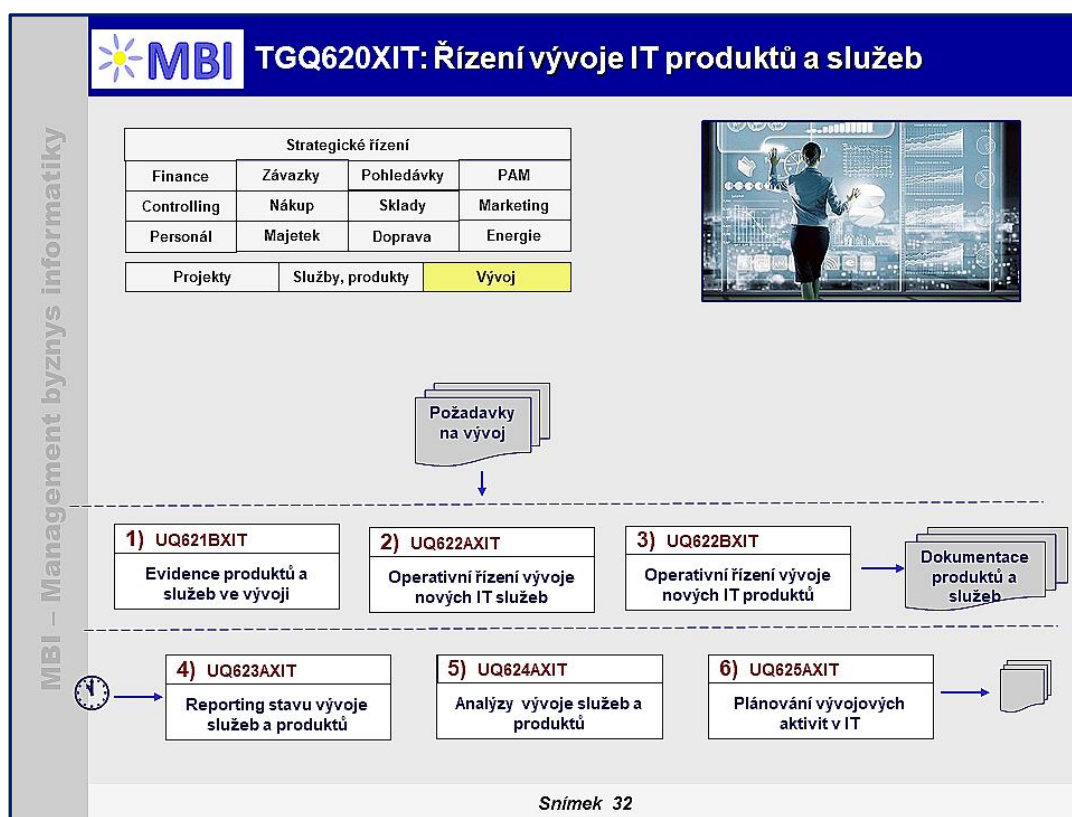 MBI
TGQ620XIT: Řízení vývoje IT produktů a služeb
MBI – Management byznys informatiky
Strategické řízení
Finance Závazky Pohledávky PAM
Controlling Nákup Sklady Marketing
Personál Majetek Doprava Energie
Projekty Služby, produkty Vývoj
Požadavky
na vývoj
1) UQ621BXIT
Evidence produktů a
služeb ve vývoji
2) UQ622AXIT
Operativní řízení vývoje
nových IT služeb
3) UQ622BXIT
Operativní řízení vývoje
nových IT produktů
Dokumentace
produktů a
služeb
4) UQ623AXIT
Reporting stavu vývoje
služeb a produktů
5) UQ624AXIT
Analýzy vývoje služeb a
produktů
6) UQ625AXIT
Plánování vývojových
aktivit v IT
Snímek 32